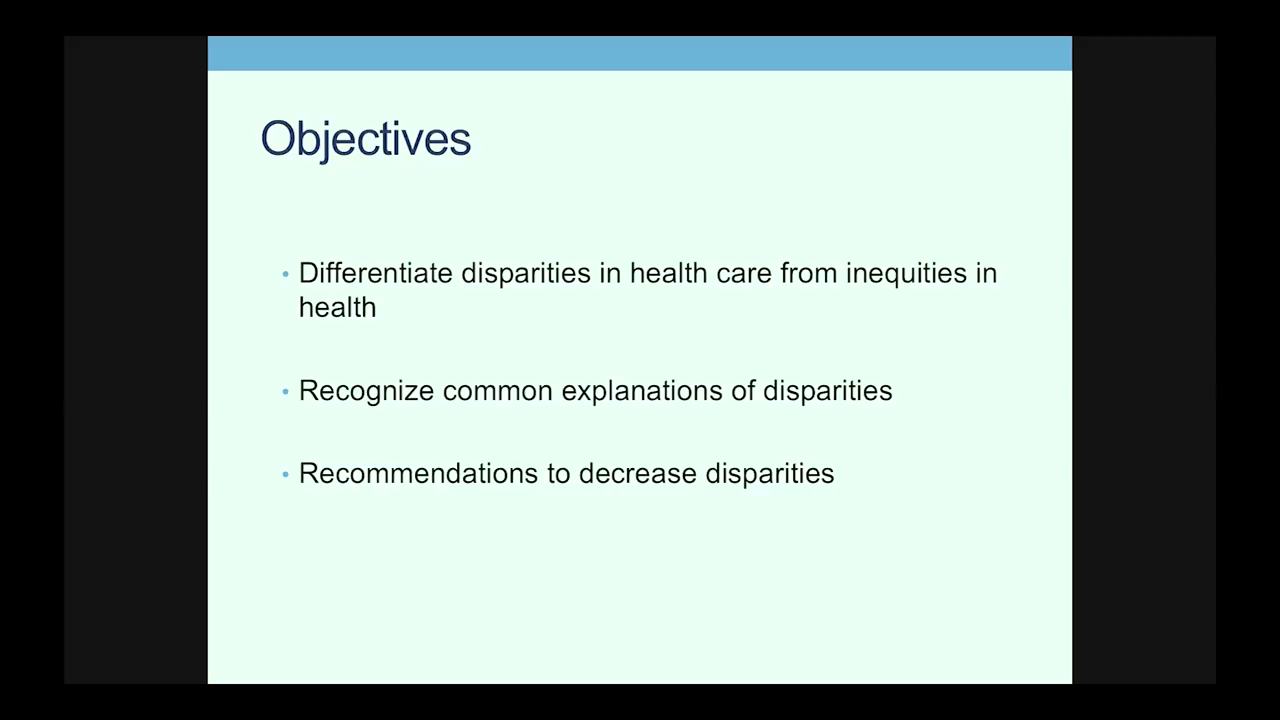 Objectives
• Differentiate disparities in health care from inequities in
health
• Recognize common explanations of disparities
• Recommendations to decrease disparities